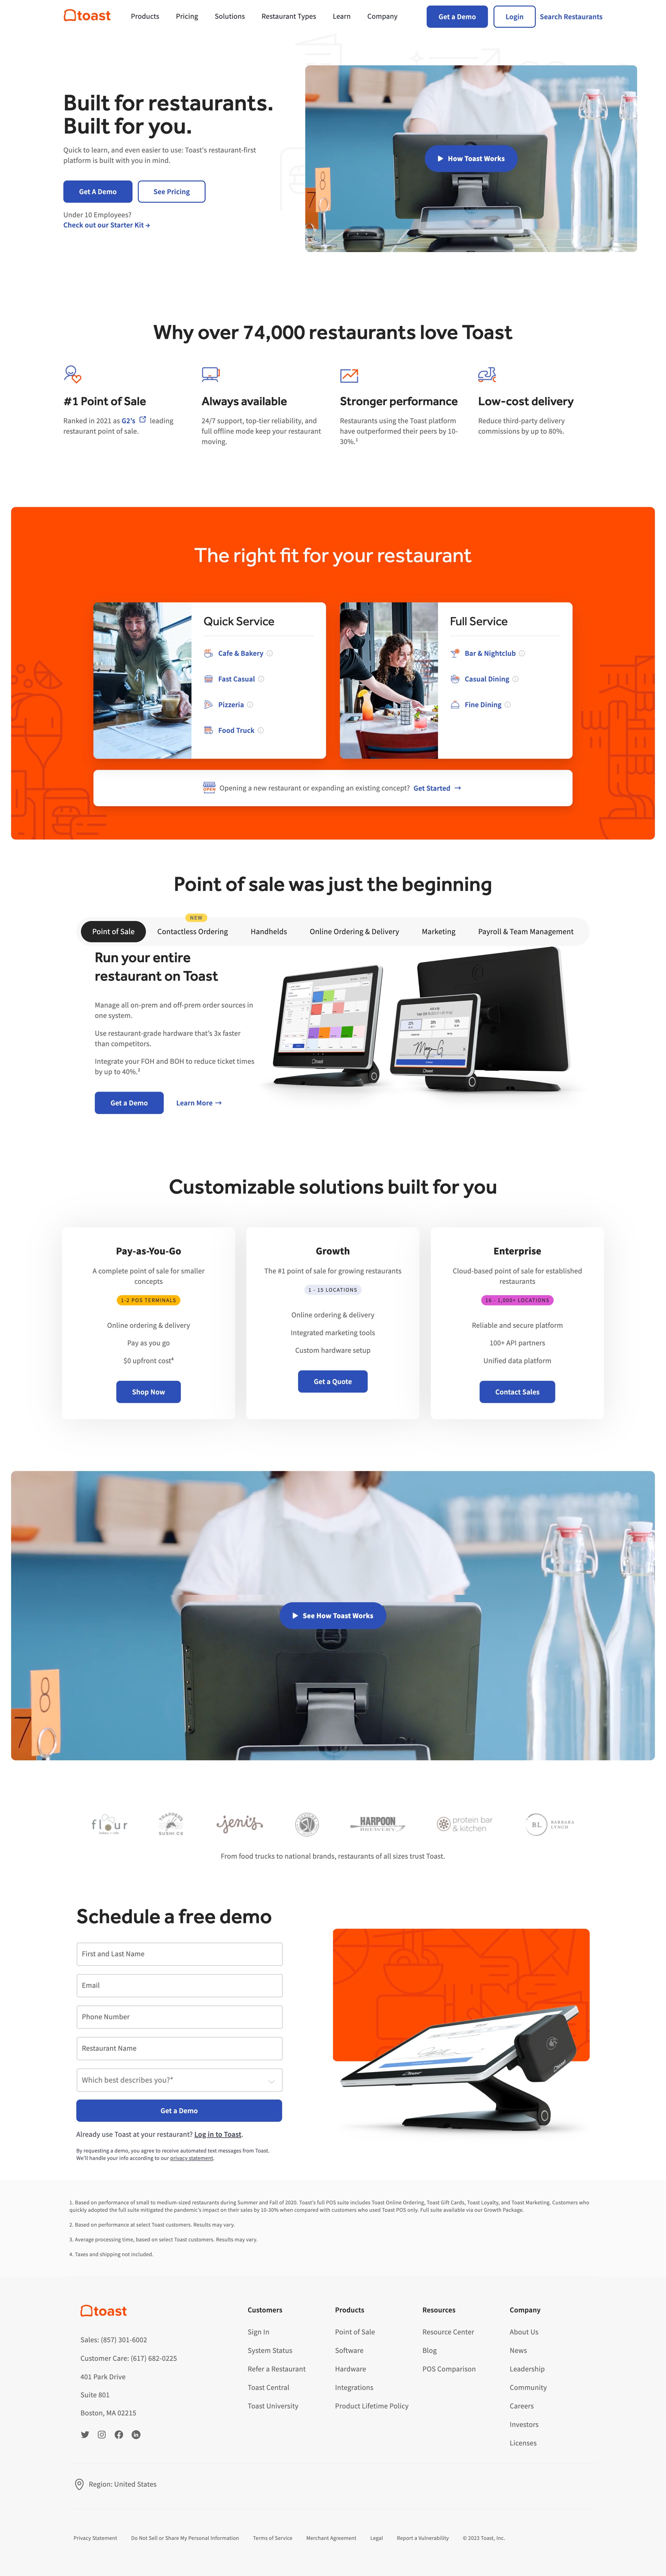 toast
Products
Pricing
Solutions
Restaurant Types
Learn
Company
Get a Demo
Login
Search Restaurants
Built for restaurants.
Built for you.
Quick to learn, and even easier to use: Toast's restaurant-first
platform is built with you in mind.
Get A Demo
See Pricing
Under 10 Employees?
Check out our Starter Kit →
How Toast Works
8
Why over 74,000 restaurants love Toast
#1 Point of Sale
Ranked in 2021 as G2's leading
restaurant point of sale.
Always available
24/7 support, top-tier reliability, and
full offline mode keep your restaurant
moving.
Stronger performance
Restaurants using the Toast platform
have outperformed their peers by 10-
30%.¹
Low-cost delivery
Reduce third-party delivery
commissions by up to 80%.
The right fit for your restaurant
Quick Service
Cafe & Bakery
Fast Casual
Pizzeria
Food Truck
Full Service
Bar & Nightclub
Casual Dining
Fine Dining
OPEN
Opening a new restaurant or expanding an existing concept? Get Started →
Point of sale was just the beginning
NEW
Point of Sale
Contactless Ordering
Handhelds
Online Ordering & Delivery
Marketing
Payroll & Team Management
Run your entire
restaurant on Toast
Manage all on-prem and off-prem order sources in
one system.
Use restaurant-grade hardware that's 3x faster
than competitors.
Integrate your FOH and BOH to reduce ticket times
by up to 40%.²
Get a Demo
Learn More →
toast
toast
Customizable solutions built for you
Pay-as-You-Go
A complete point of sale for smaller
concepts
1-2 POS TERMINALS
Online ordering & delivery
Pay as you go
$0 upfront cost⁴
Shop Now
Growth
The #1 point of sale for growing restaurants
1 - 15 LOCATIONS
Online ordering & delivery
Integrated marketing tools
Custom hardware setup
Get a Quote
Enterprise
Cloud-based point of sale for established
restaurants
16 - 1,000+ LOCATIONS
Reliable and secure platform
100+ API partners
Unified data platform
Contact Sales
See How Toast Works
8
7
flour
TRAPPER'S
SUSHI CO
jeni's
HARPOON
BREWERY
protein bar
& kitchen
BL
BARBARA
LYNCH
From food trucks to national brands, restaurants of all sizes trust Toast.
Schedule a free demo
First and Last Name
Email
Phone Number
Restaurant Name
Which best describes you?*
Get a Demo
Already use Toast at your restaurant? Log in to Toast.
By requesting a demo, you agree to receive automated text messages from Toast.
We'll handle your info according to our privacy statement.
toast
1. Based on performance of small to medium-sized restaurants during Summer and Fall of 2020. Toast's full POS suite includes Toast Online Ordering, Toast Gift Cards, Toast Loyalty, and Toast Marketing. Customers who
quickly adopted the full suite mitigated the pandemic's impact on their sales by 10-30% when compared with customers who used Toast POS only. Full suite available via our Growth Package.
2. Based on performance at select Toast customers. Results may vary.
3. Average processing time, based on select Toast customers. Results may vary.
4. Taxes and shipping not included.
toast
Sales: (857) 301-6002
Customer Care: (617) 682-0225
401 Park Drive
Suite 801
Boston, MA 02215
Customers
Sign In
System Status
Refer a Restaurant
Toast Central
Toast University
Products
Point of Sale
Software
Hardware
Integrations
Product Lifetime Policy
Resources
Resource Center
Blog
POS Comparison
Company
About Us
News
Leadership
Community
Careers
Investors
Licenses
Region: United States
Privacy Statement
Do Not Sell or Share My Personal Information
Terms of Service
Merchant Agreement
Legal
Report a Vulnerability
© 2023 Toast, Inc.